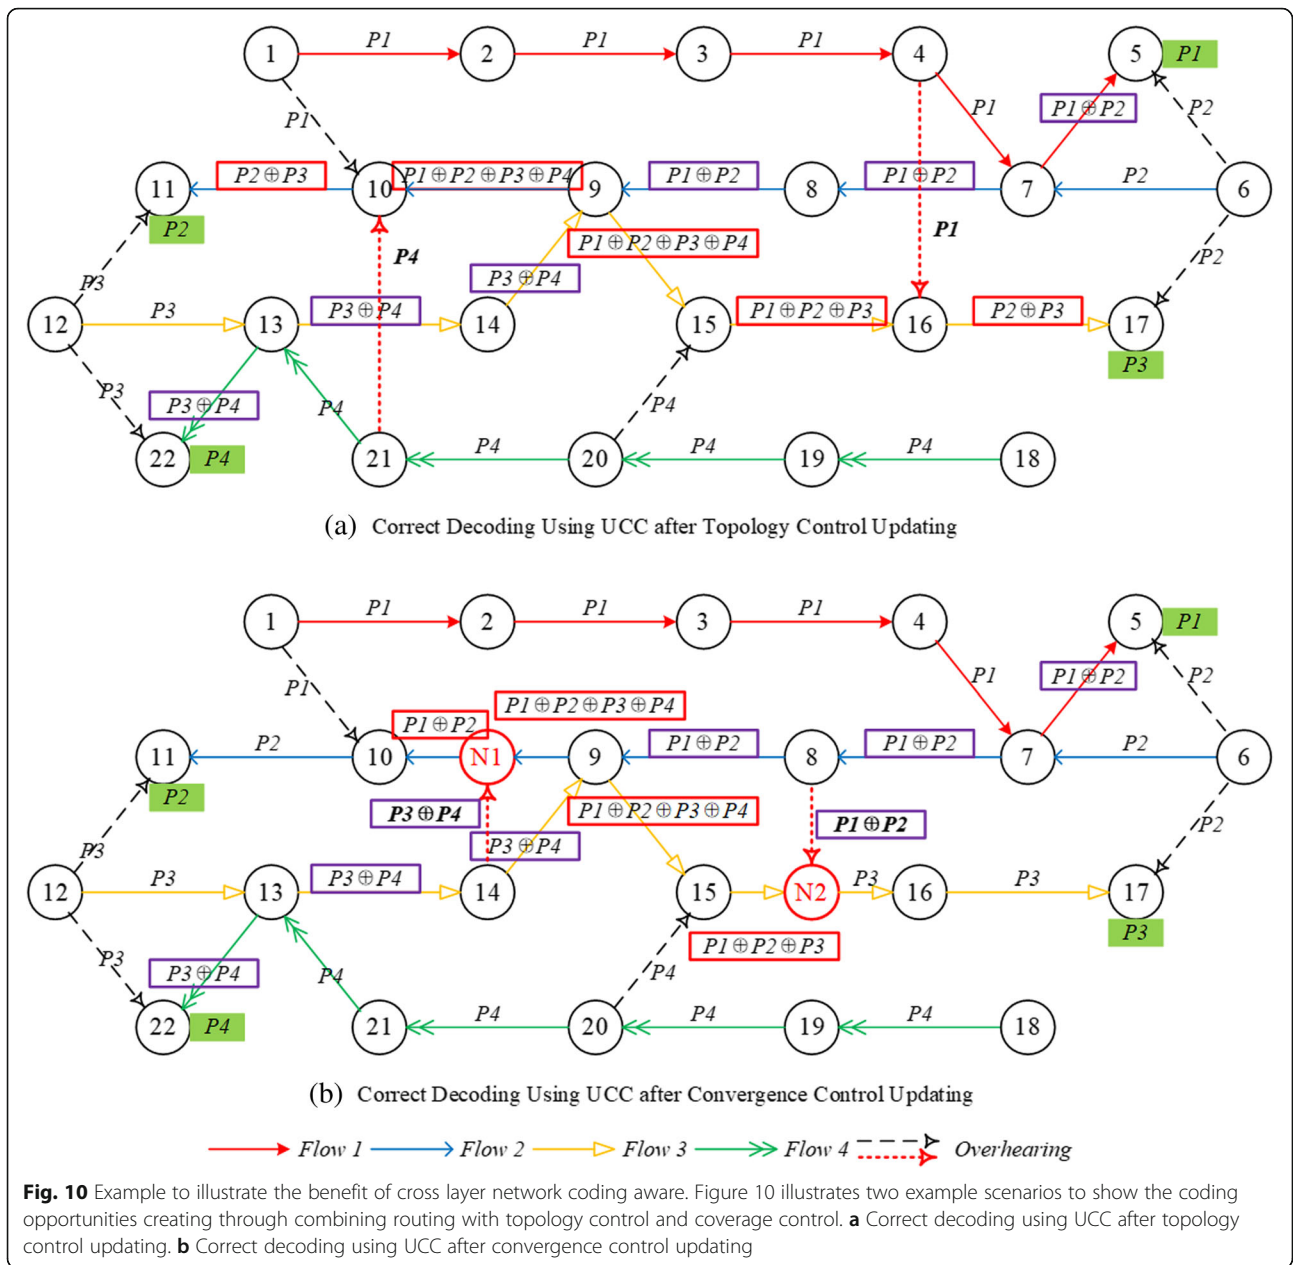 1 P1 2 P1 3 P1 4 5 P1
P1 P1 P1⊕P2 P2
11 P2⊕P3 10 P1⊕P2⊕P3⊕P4 9 P1⊕P2 8 P1⊕P2 7 P2 6
P2 P4 P1⊕P2⊕P3⊕P4 P1 P2
P3 P3⊕P4
12 P3 13 P3⊕P4 14 15 P1⊕P2⊕P3 16 P2⊕P3 17
P3
P3 P3⊕P4 P4 P4
22 P4 21 P4 20 P4 19 P4 18
(a) Correct Decoding Using UCC after Topology Control Updating
1 P1 2 P1 3 P1 4 5 P1
P1 P1 P1⊕P2 P2
P1⊕P2 P1⊕P2⊕P3⊕P4
11 P2 10 N1 9 P1⊕P2 8 P1⊕P2 7 P2 6
P2 P3⊕P4 P1⊕P2⊕P3⊕P4 P1⊕P2 P2
P3 P3⊕P4
12 P3 13 P3⊕P4 14 15 N2 P3 16 P3 17
P1⊕P2⊕P3 P3
P3 P3⊕P4 P4 P4
22 P4 21 P4 20 P4 19 P4 18
(b) Correct Decoding Using UCC after Convergence Control Updating
Flow 1 Flow 2 Flow 3 Flow 4 Overhearing
Fig. 10 Example to illustrate the benefit of cross layer network coding aware. Figure 10 illustrates two example scenarios to show the coding
opportunities creating through combining routing with topology control and coverage control. a Correct decoding using UCC after topology
control updating. b Correct decoding using UCC after convergence control updating